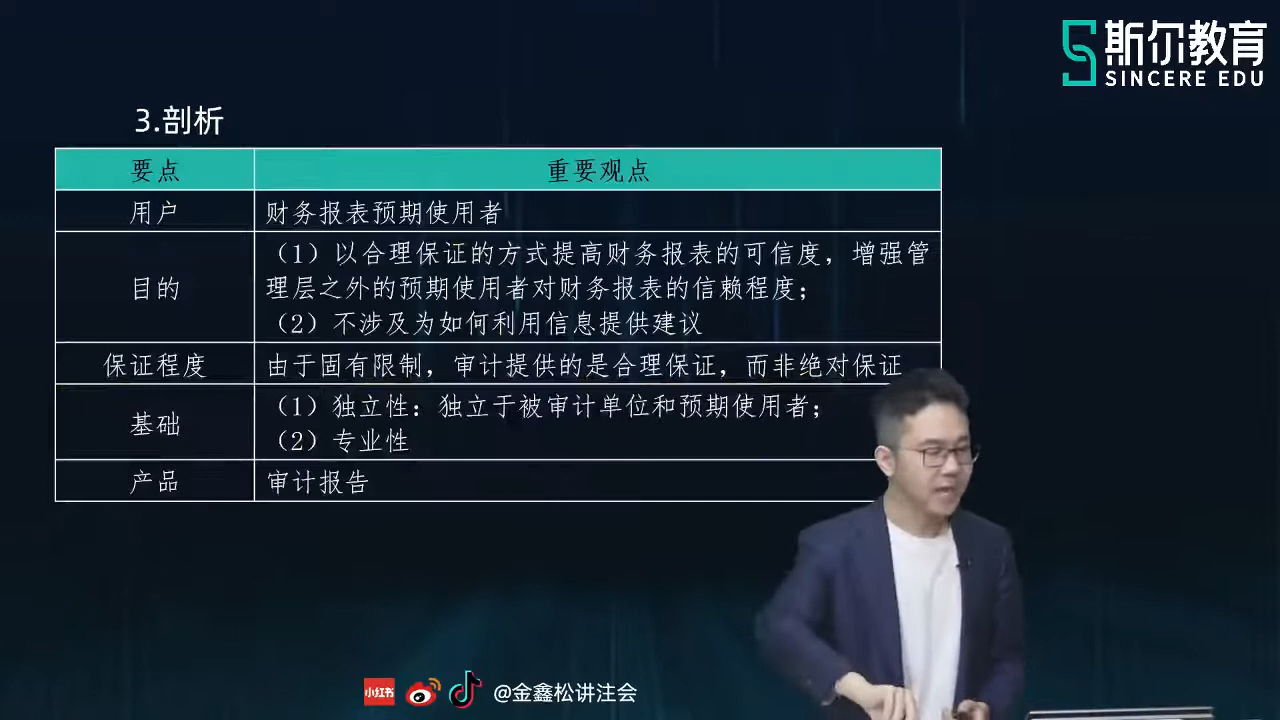 斯尔教育
SINCERE EDU
3.剖析
要点
重要观点
用户
财务报表预期使用者
目的
（1）以合理保证的方式提高财务报表的可信度，增强管
理层之外的预期使用者对财务报表的信赖程度；
（2）不涉及为如何利用信息提供建议
保证程度
由于固有限制，审计提供的是合理保证，而非绝对保证
基础
（1）独立性：独立于被审计单位和预期使用者；
（2）专业性
产品
审计报告
小红书
@金鑫松讲注会